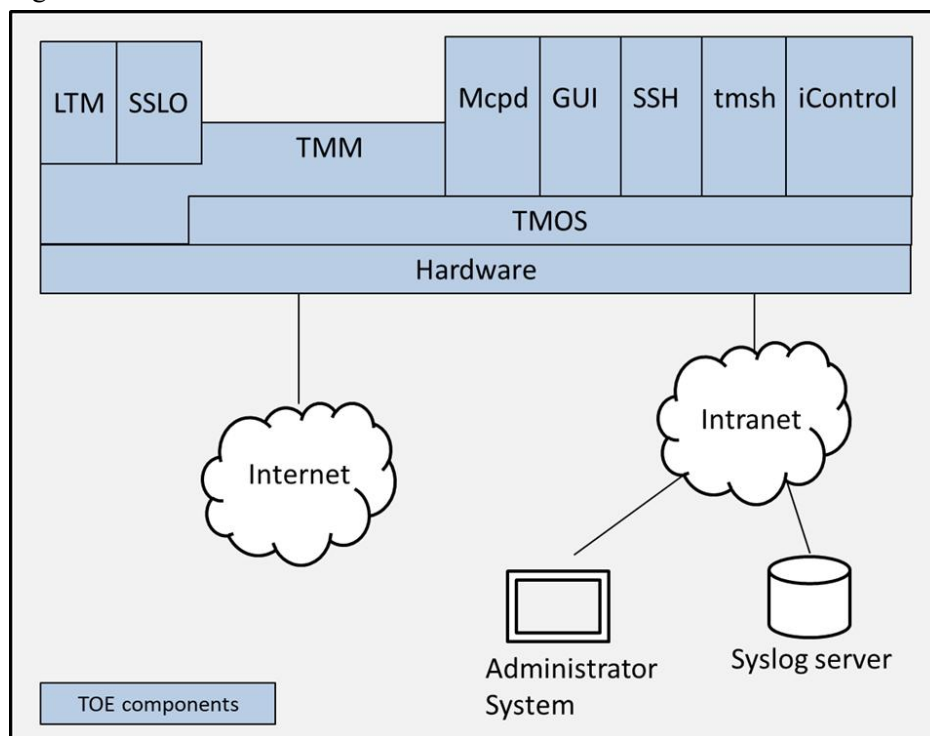 LTM
SSLO
TMM
Mcpd
GUI
SSH
tmsh
iControl
TMOS
Hardware
Internet
Intranet
Administrator
System
Syslog server
TOE components